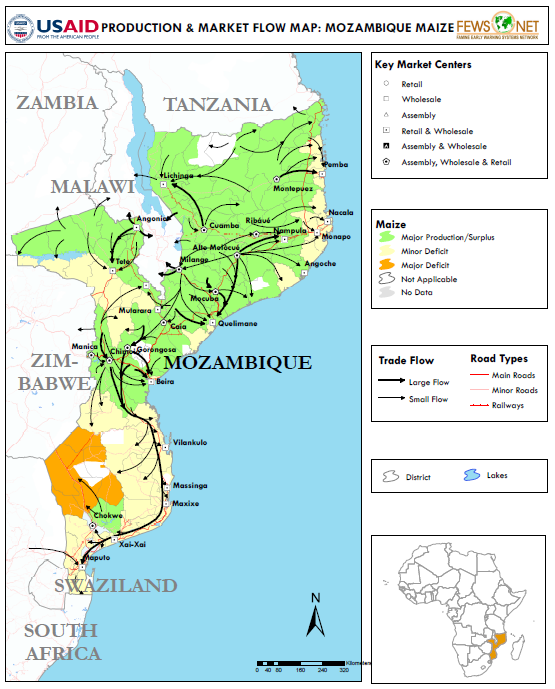 USAID
FROM THE AMERICAN PEOPLE
PRODUCTION & MARKET FLOW MAP: MOZAMBIQUE MAIZE
FEWS NET
FAMINE EARLY WARNING SYSTEMS NETWORK
ZAMBIA
TANZANIA
MALAWI
Lichinga
Pemba
Montepuez
Angonia
Cuamba
Ribáué
Nacala
Nampula
Monapo
Alto Molocué
Tete
Milange
Angoche
Mocuba
Mutarara
Caia
Quelimane
Manica
Chimoio
Gorongosa
ZIM-
BABWE
MOZAMBIQUE
Beira
Vilankulo
Massinga
Maxixe
Chokwe
Xai-Xai
Maputo
SWAZILAND
SOUTH
AFRICA
N
0 40 80 160 240 320
Kilometers
Key Market Centers
Retail
Wholesale
Assembly
Retail & Wholesale
Assembly & Wholesale
Assembly, Wholesale & Retail
Maize
Major Production/Surplus
Minor Deficit
Major Deficit
Not Applicable
No Data
Trade Flow
Large Flow
Small Flow
Road Types
Main Roads
Minor Roads
Railways
District
Lakes